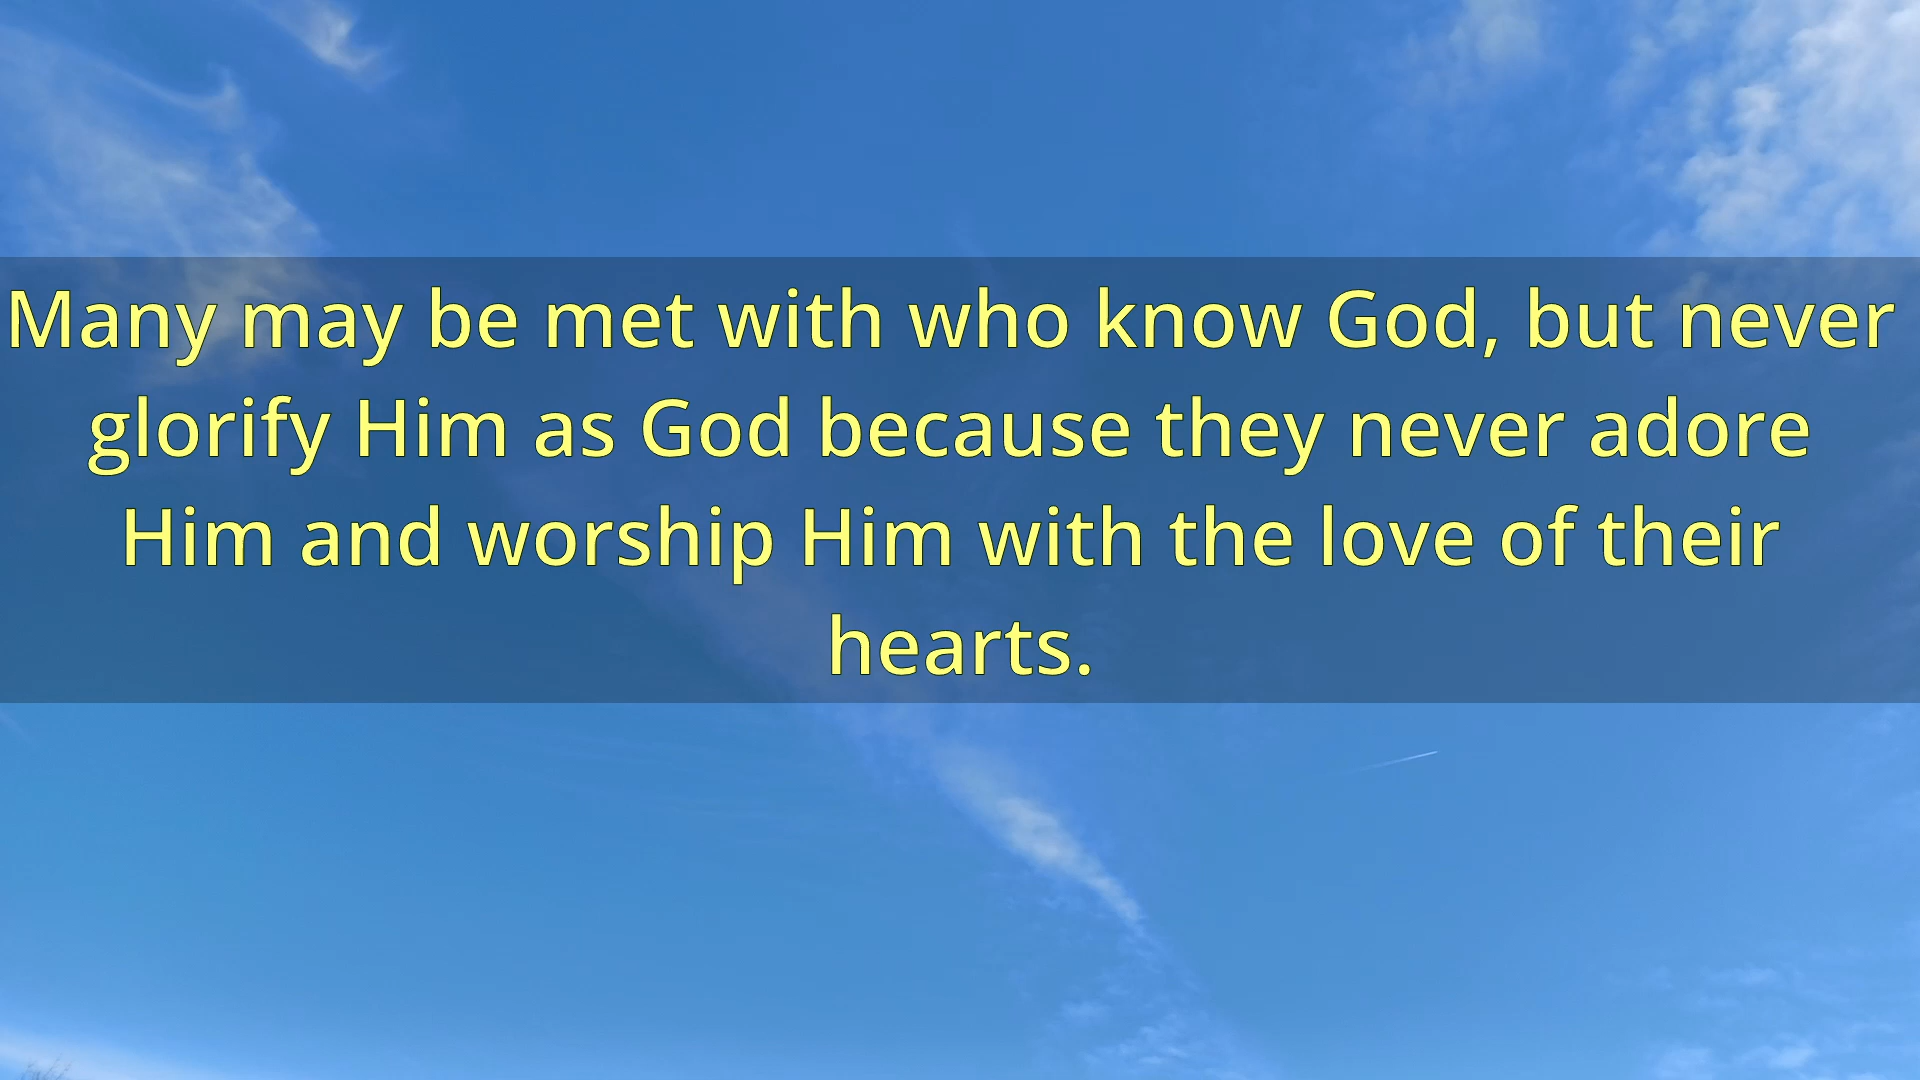 Many may be met with who know God, but never
glorify Him as God because they never adore
Him and worship Him with the love of their
hearts.